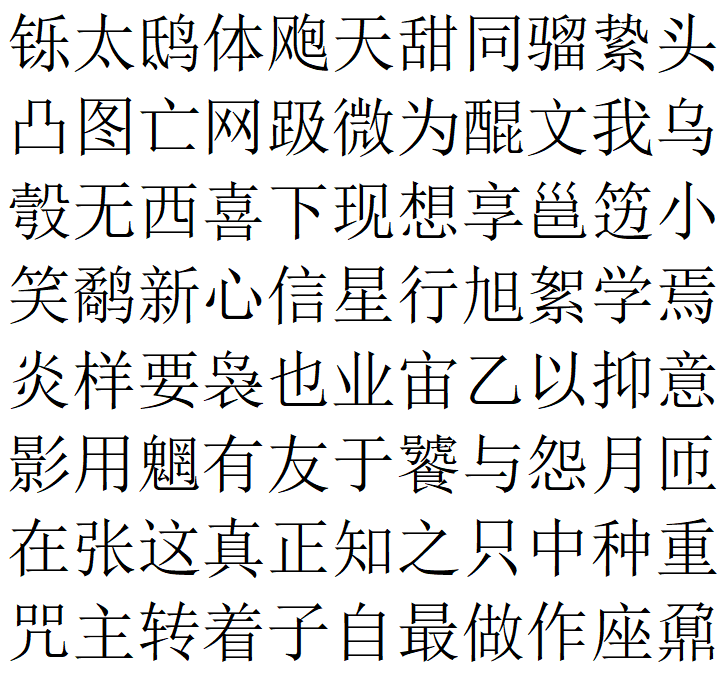 铄太鸱体飑天甜同骝絷头
凸图亡网趿微为醌文我乌
彀无西喜下现想享邕笾小
笑鹬新心信星行旭絮学焉
炎样要袅也业宙乙以抑意
影用魍有友于饕与怨月匝
在张这真正知之只中种重
咒主转着子自最做作座鼐